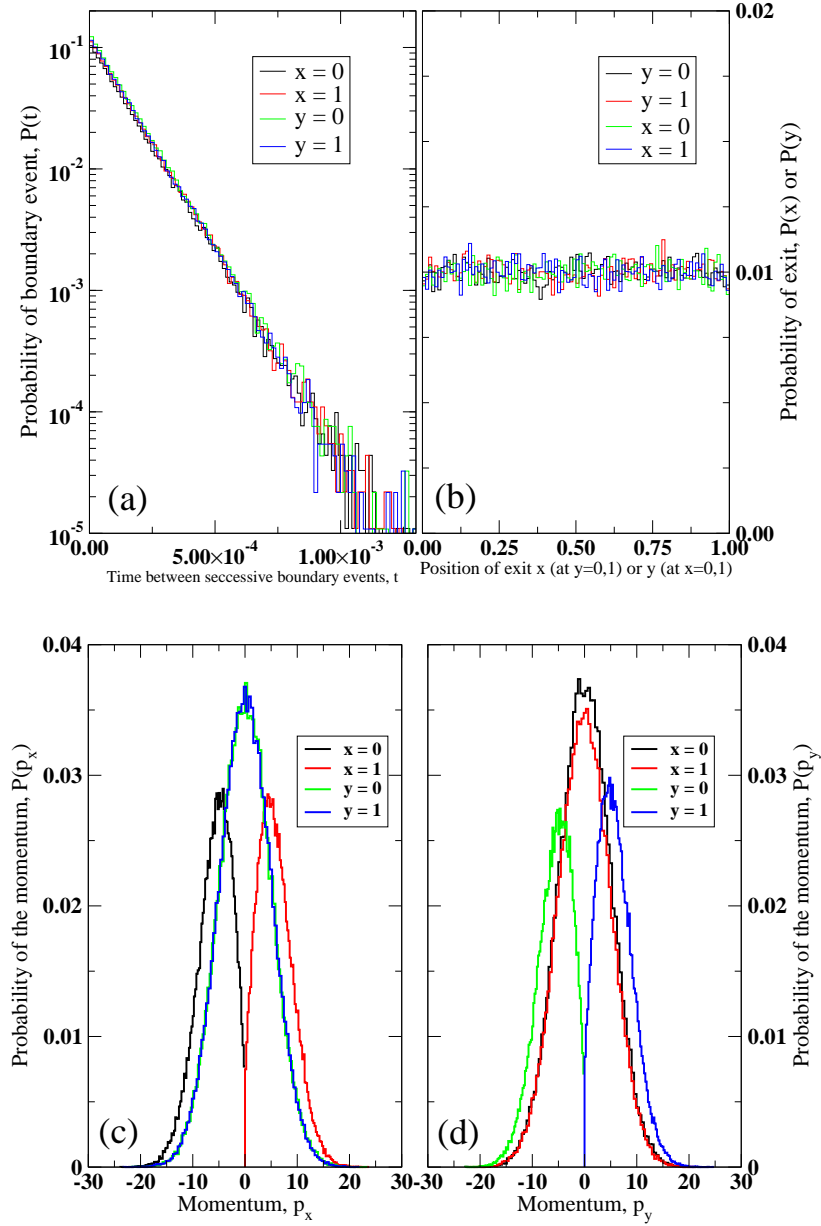 Probability of boundary event, P(t)
10^-1
10^-2
10^-3
10^-4
10^-5
x = 0
x = 1
y = 0
y = 1
(a)
0.00
5.00×10^-4
1.00×10^-3
Time between seccessive boundary events, t
y = 0
y = 1
x = 0
x = 1
(b)
0.02
0.01
0.00
Probability of exit, P(x) or P(y)
0.00
0.25
0.50
0.75
1.00
Position of exit x (at y=0,1) or y (at x=0,1)
Probability of the momentum, P(p_x)
0.04
0.03
0.02
0.01
0
x = 0
x = 1
y = 0
y = 1
(c)
-30
-20
-10
0
10
20
30
Momentum, p_x
x = 0
x = 1
y = 0
y = 1
(d)
0.04
0.03
0.02
0.01
0
Probability of the momentum, P(p_y)
-30
-20
-10
0
10
20
30
Momentum, p_y